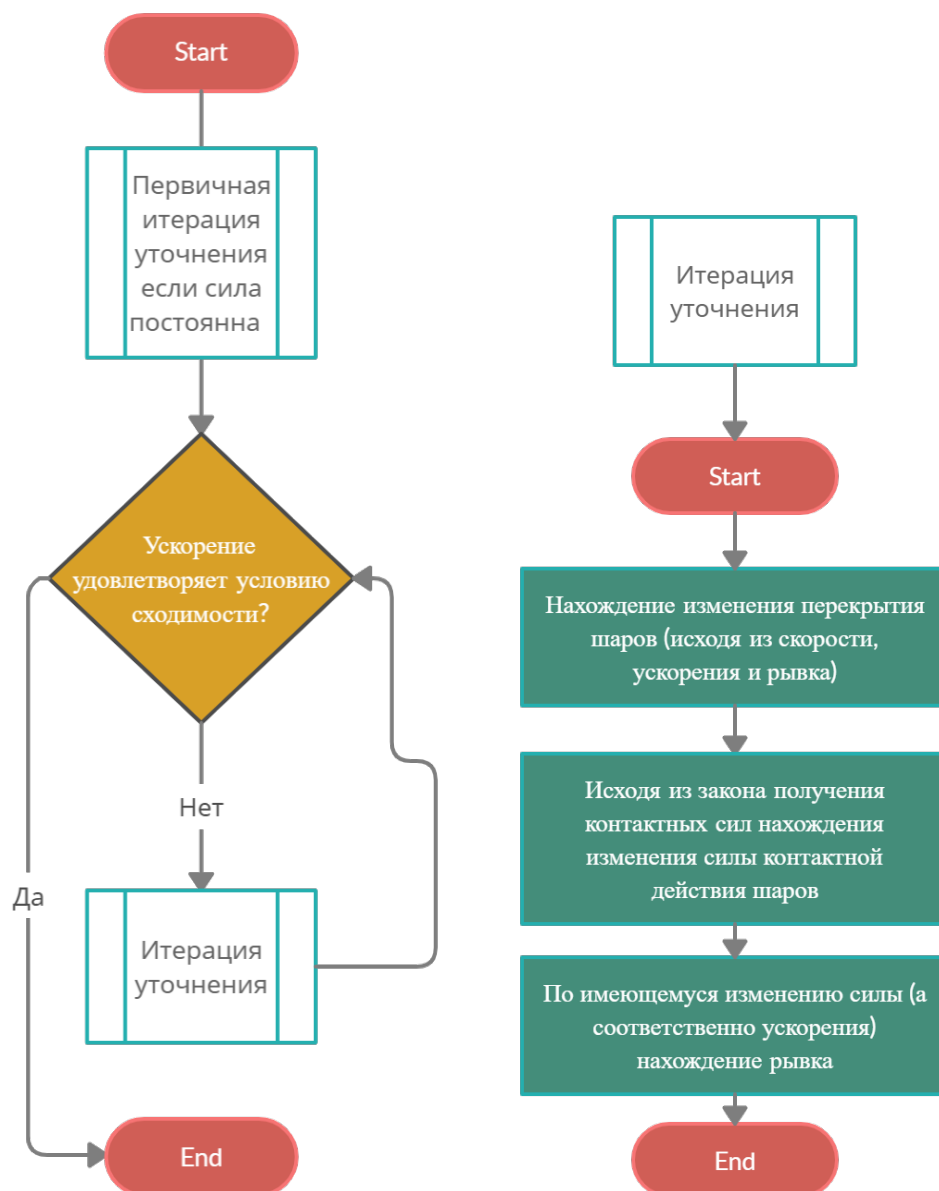 Start
Первичная
итерация
уточнения
если сила
постоянна
Ускорение
удовлетворяет условию
сходимости?
Нет
Да
Итерация
уточнения
End
Итерация
уточнения
Start
Нахождение изменения перекрытия
шаров (исходя из скорости,
ускорения и рывка)
Исходя из закона получения
контактных сил нахождения
изменения силы контактной
действия шаров
По имеющемуся изменению силы (а
соответственно ускорения)
нахождение рывка
End